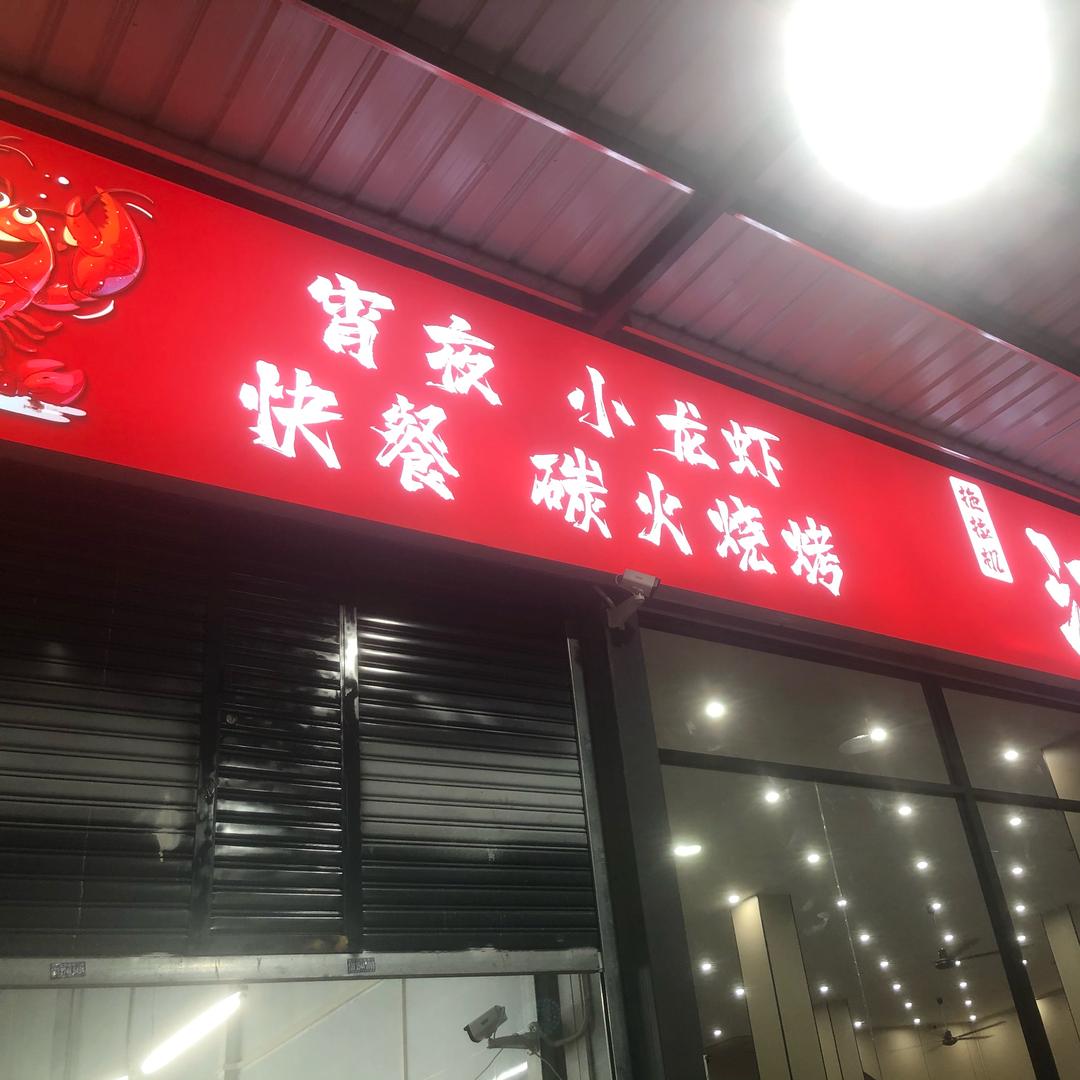 宵夜 小龙虾
快餐 碳火烧烤
拖拉机